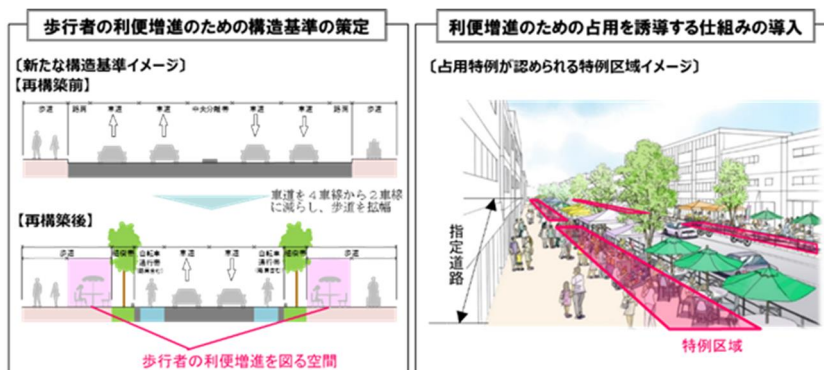 歩行者の利便増進のための構造基準の策定
〔新たな構造基準イメージ〕
【再構築前】
歩道 路肩 車道 車道 中央分離帯 車道 車道 路肩 歩道
車道を4車線から2車線
に減らし、歩道を拡幅
【再構築後】
歩道 植樹帯 自転車通行帯 車道 車道 自転車通行帯 植樹帯 歩道
歩行者の利便増進を図る空間
利便増進のための占用を誘導する仕組みの導入
〔占用特例が認められる特例区域イメージ〕
指定道路
特例区域